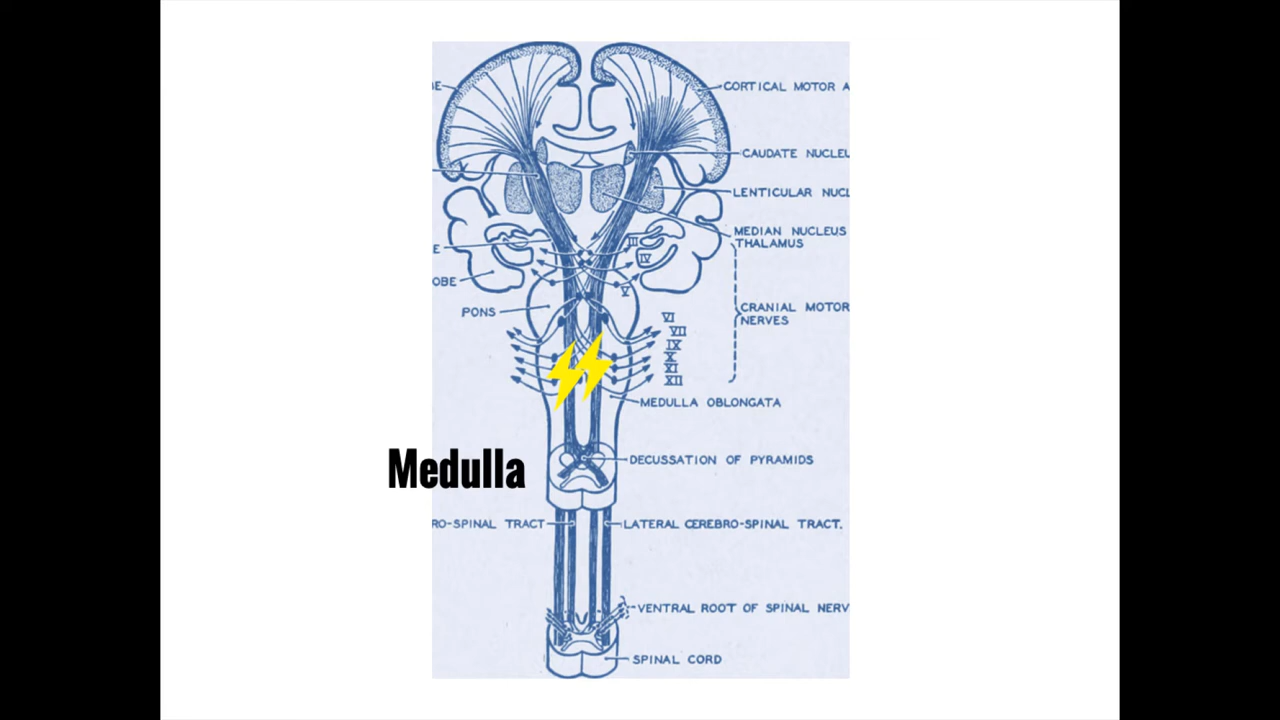 CORTICAL MOTOR A
CAUDATE NUCLEU
LENTICULAR NUCL
MEDIAN NUCLEUS
THALAMUS
III
IV
E
OBE
V
PONS
CRANIAL MOTOR
NERVES
VI
VII
IX
X
XI
XII
MEDULLA OBLONGATA
Medulla
DECUSSATION OF PYRAMIDS
RO-SPINAL TRACT
LATERAL CEREBRO-SPINAL TRACT.
VENTRAL ROOT OF SPINAL NERV
SPINAL CORD